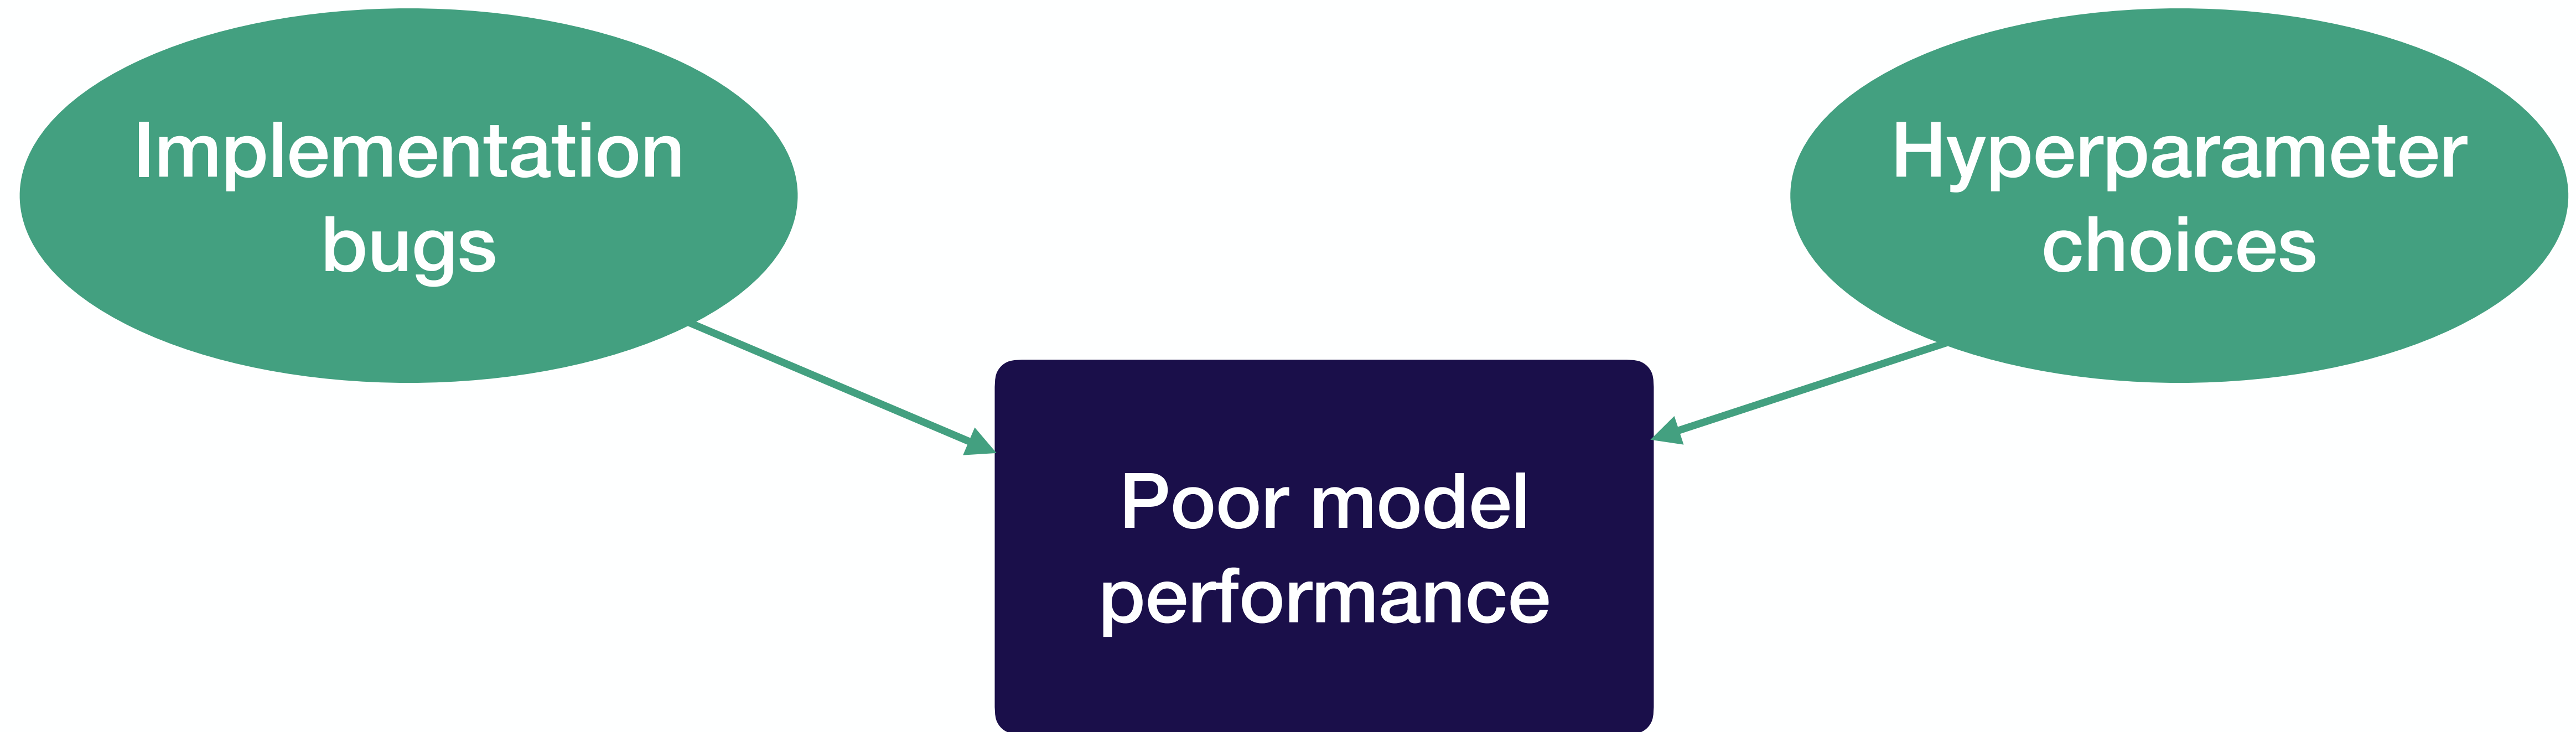 Implementation
bugs
Hyperparameter
choices
Poor model
performance